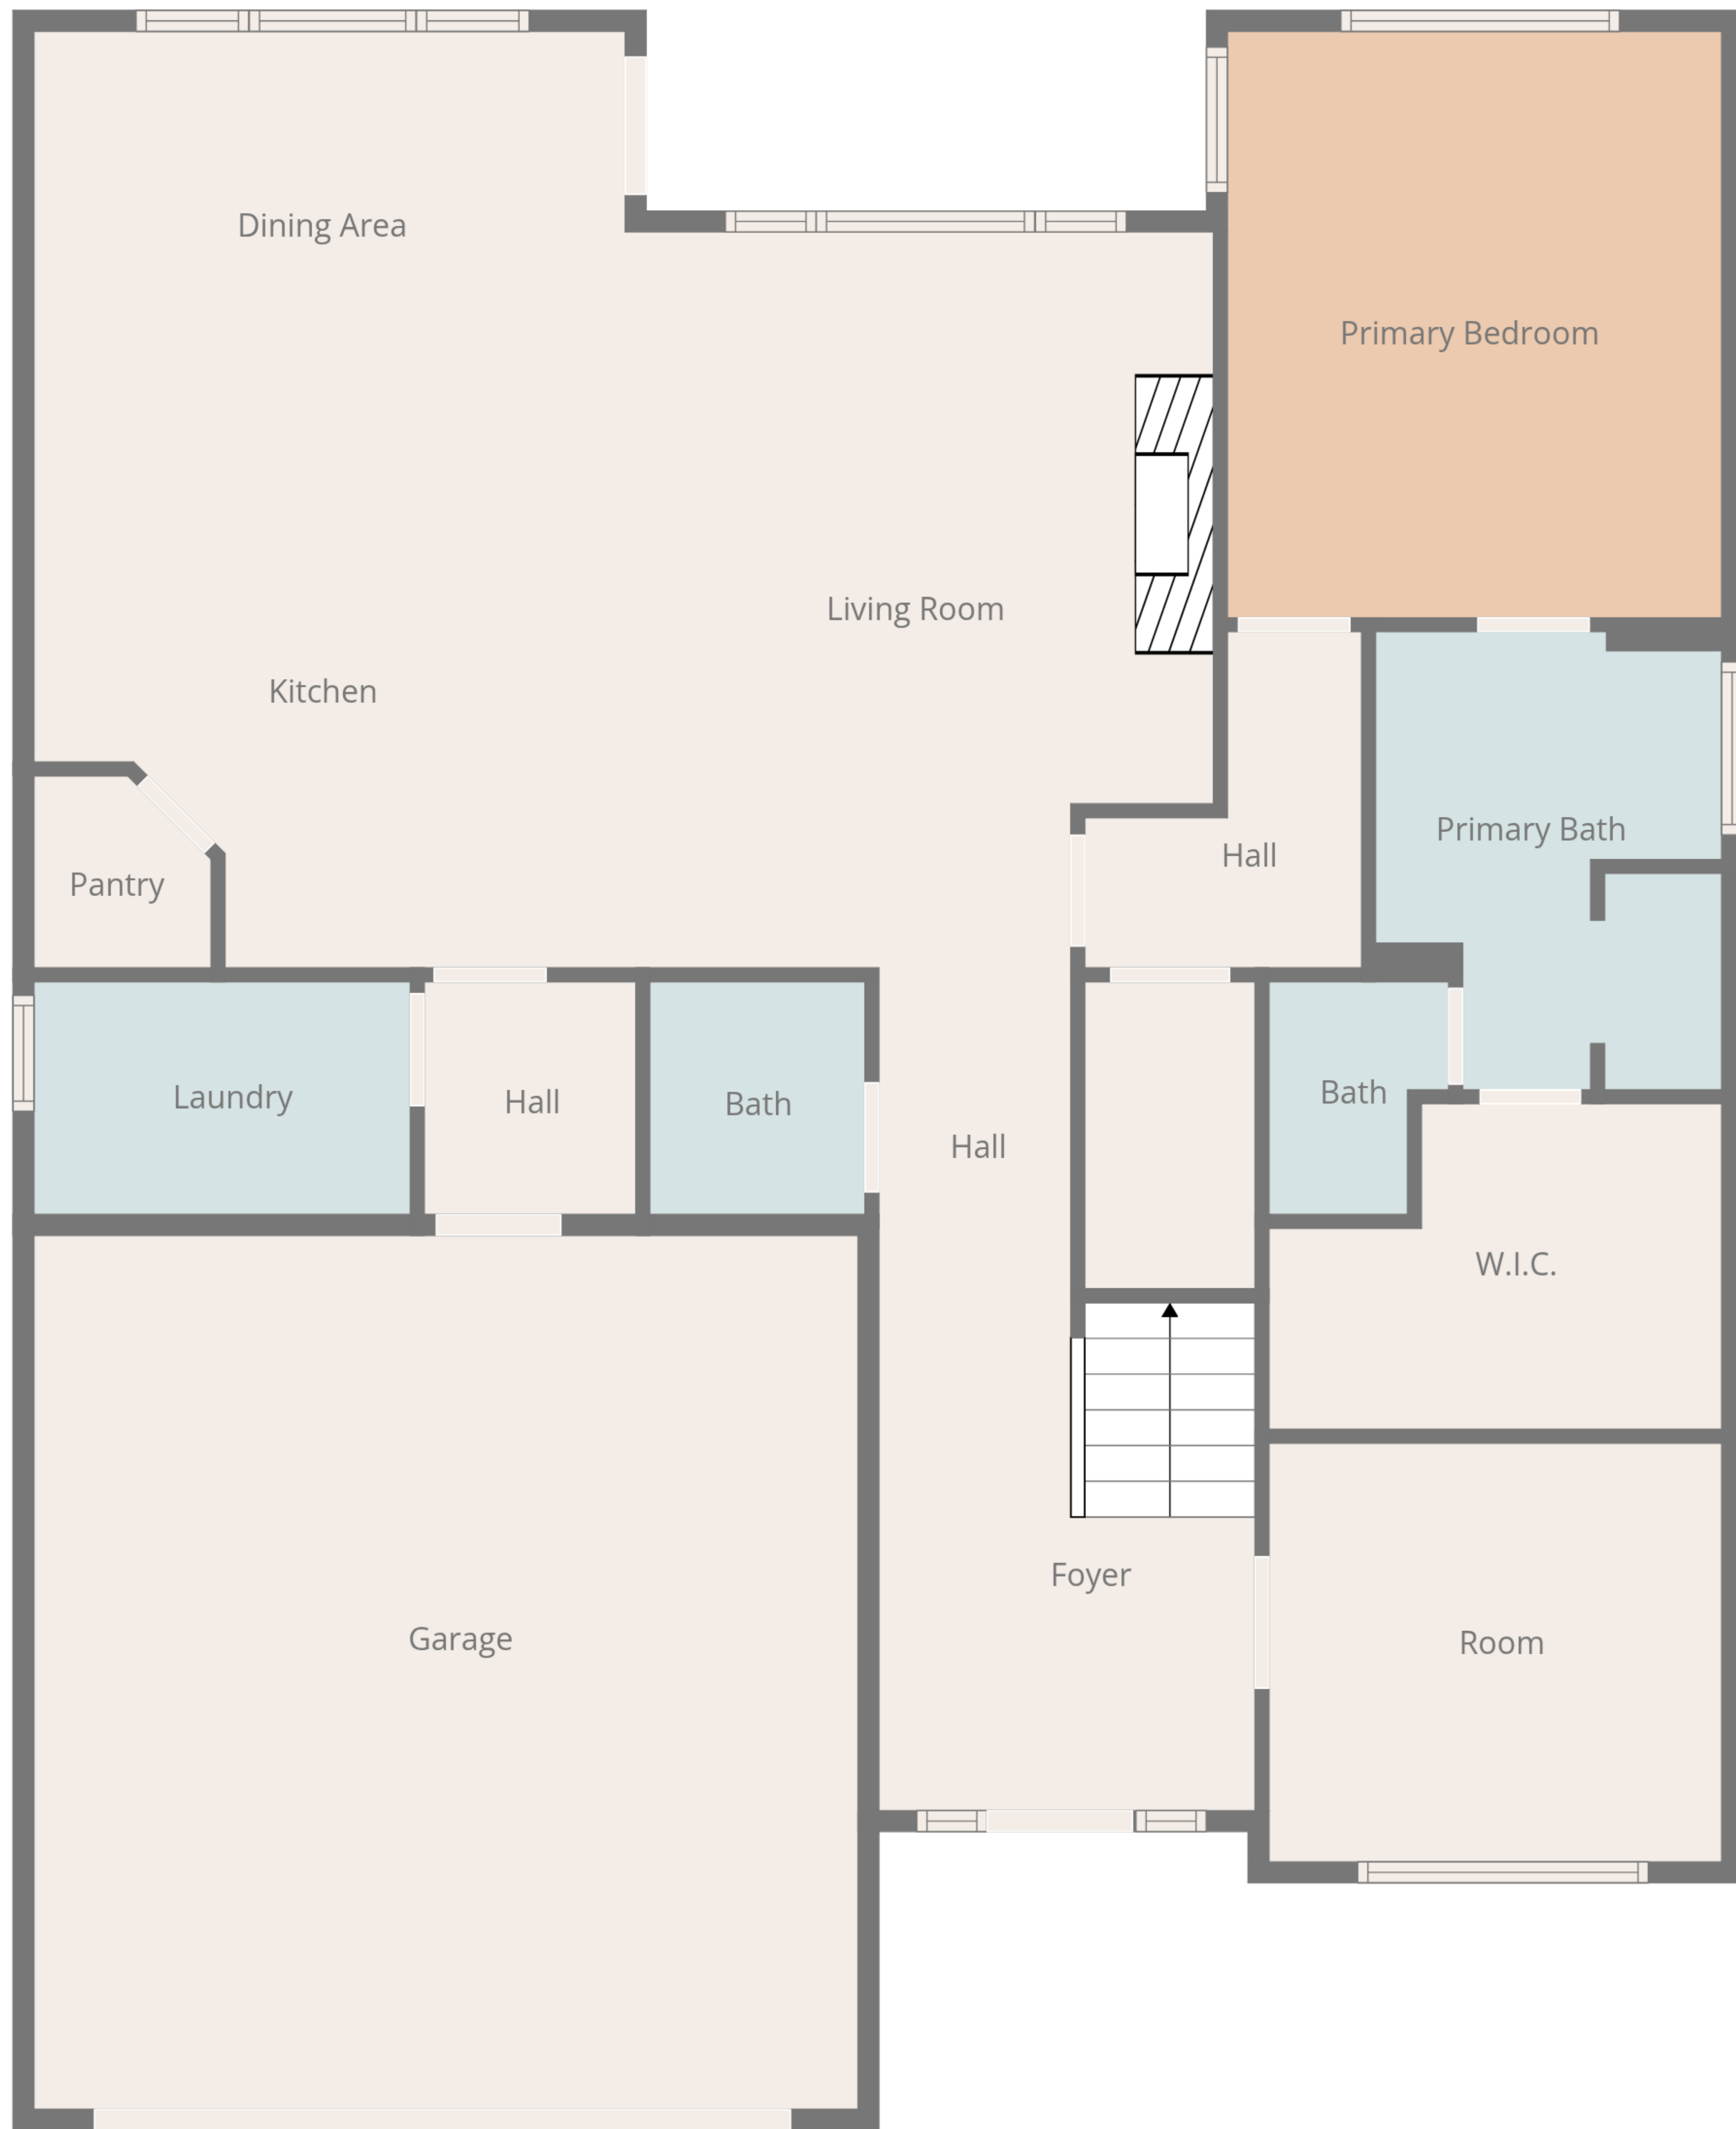 Dining Area
Primary Bedroom
Living Room
Kitchen
Primary Bath
Hall
Pantry
Laundry
Hall
Bath
Hall
Bath
W.I.C.
Foyer
Garage
Room